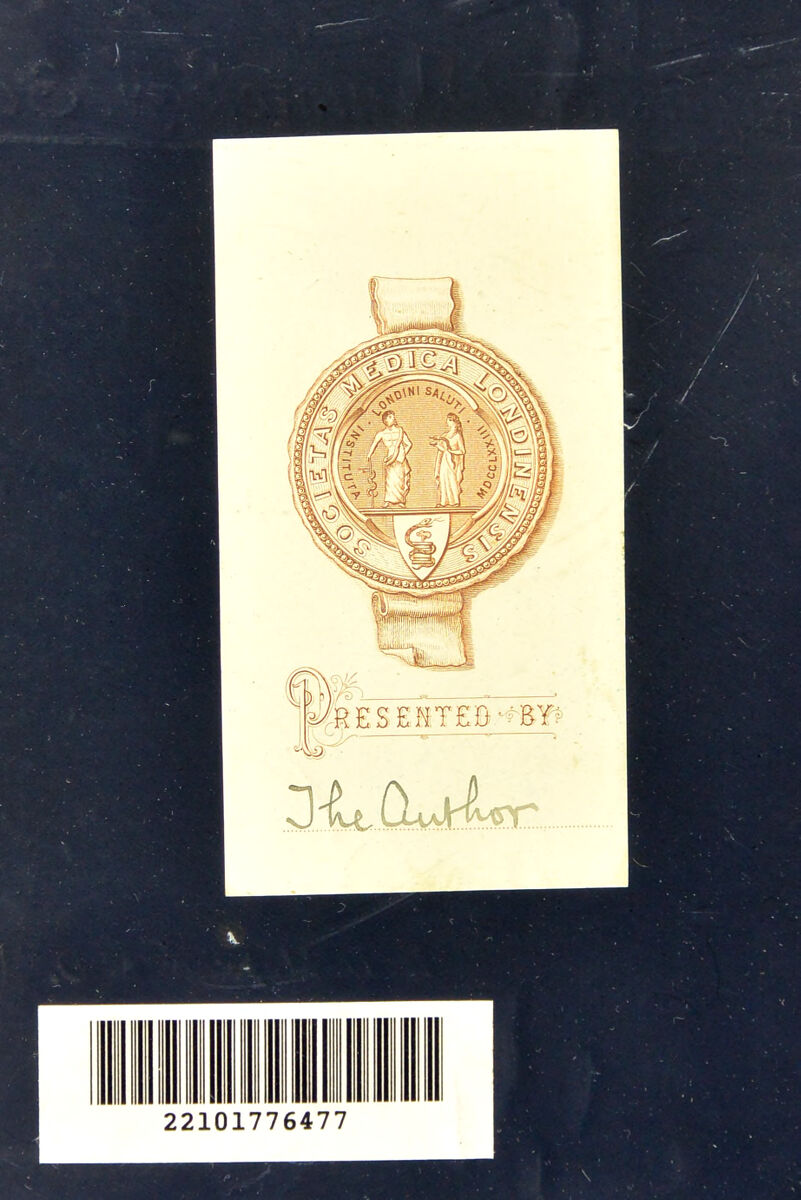 SOCIETAS MEDICA LONDINENSIS
INSTITUTA · LONDINI SALUTI · MDCCLXXIII
PRESENTED BY
The Author
22101776477